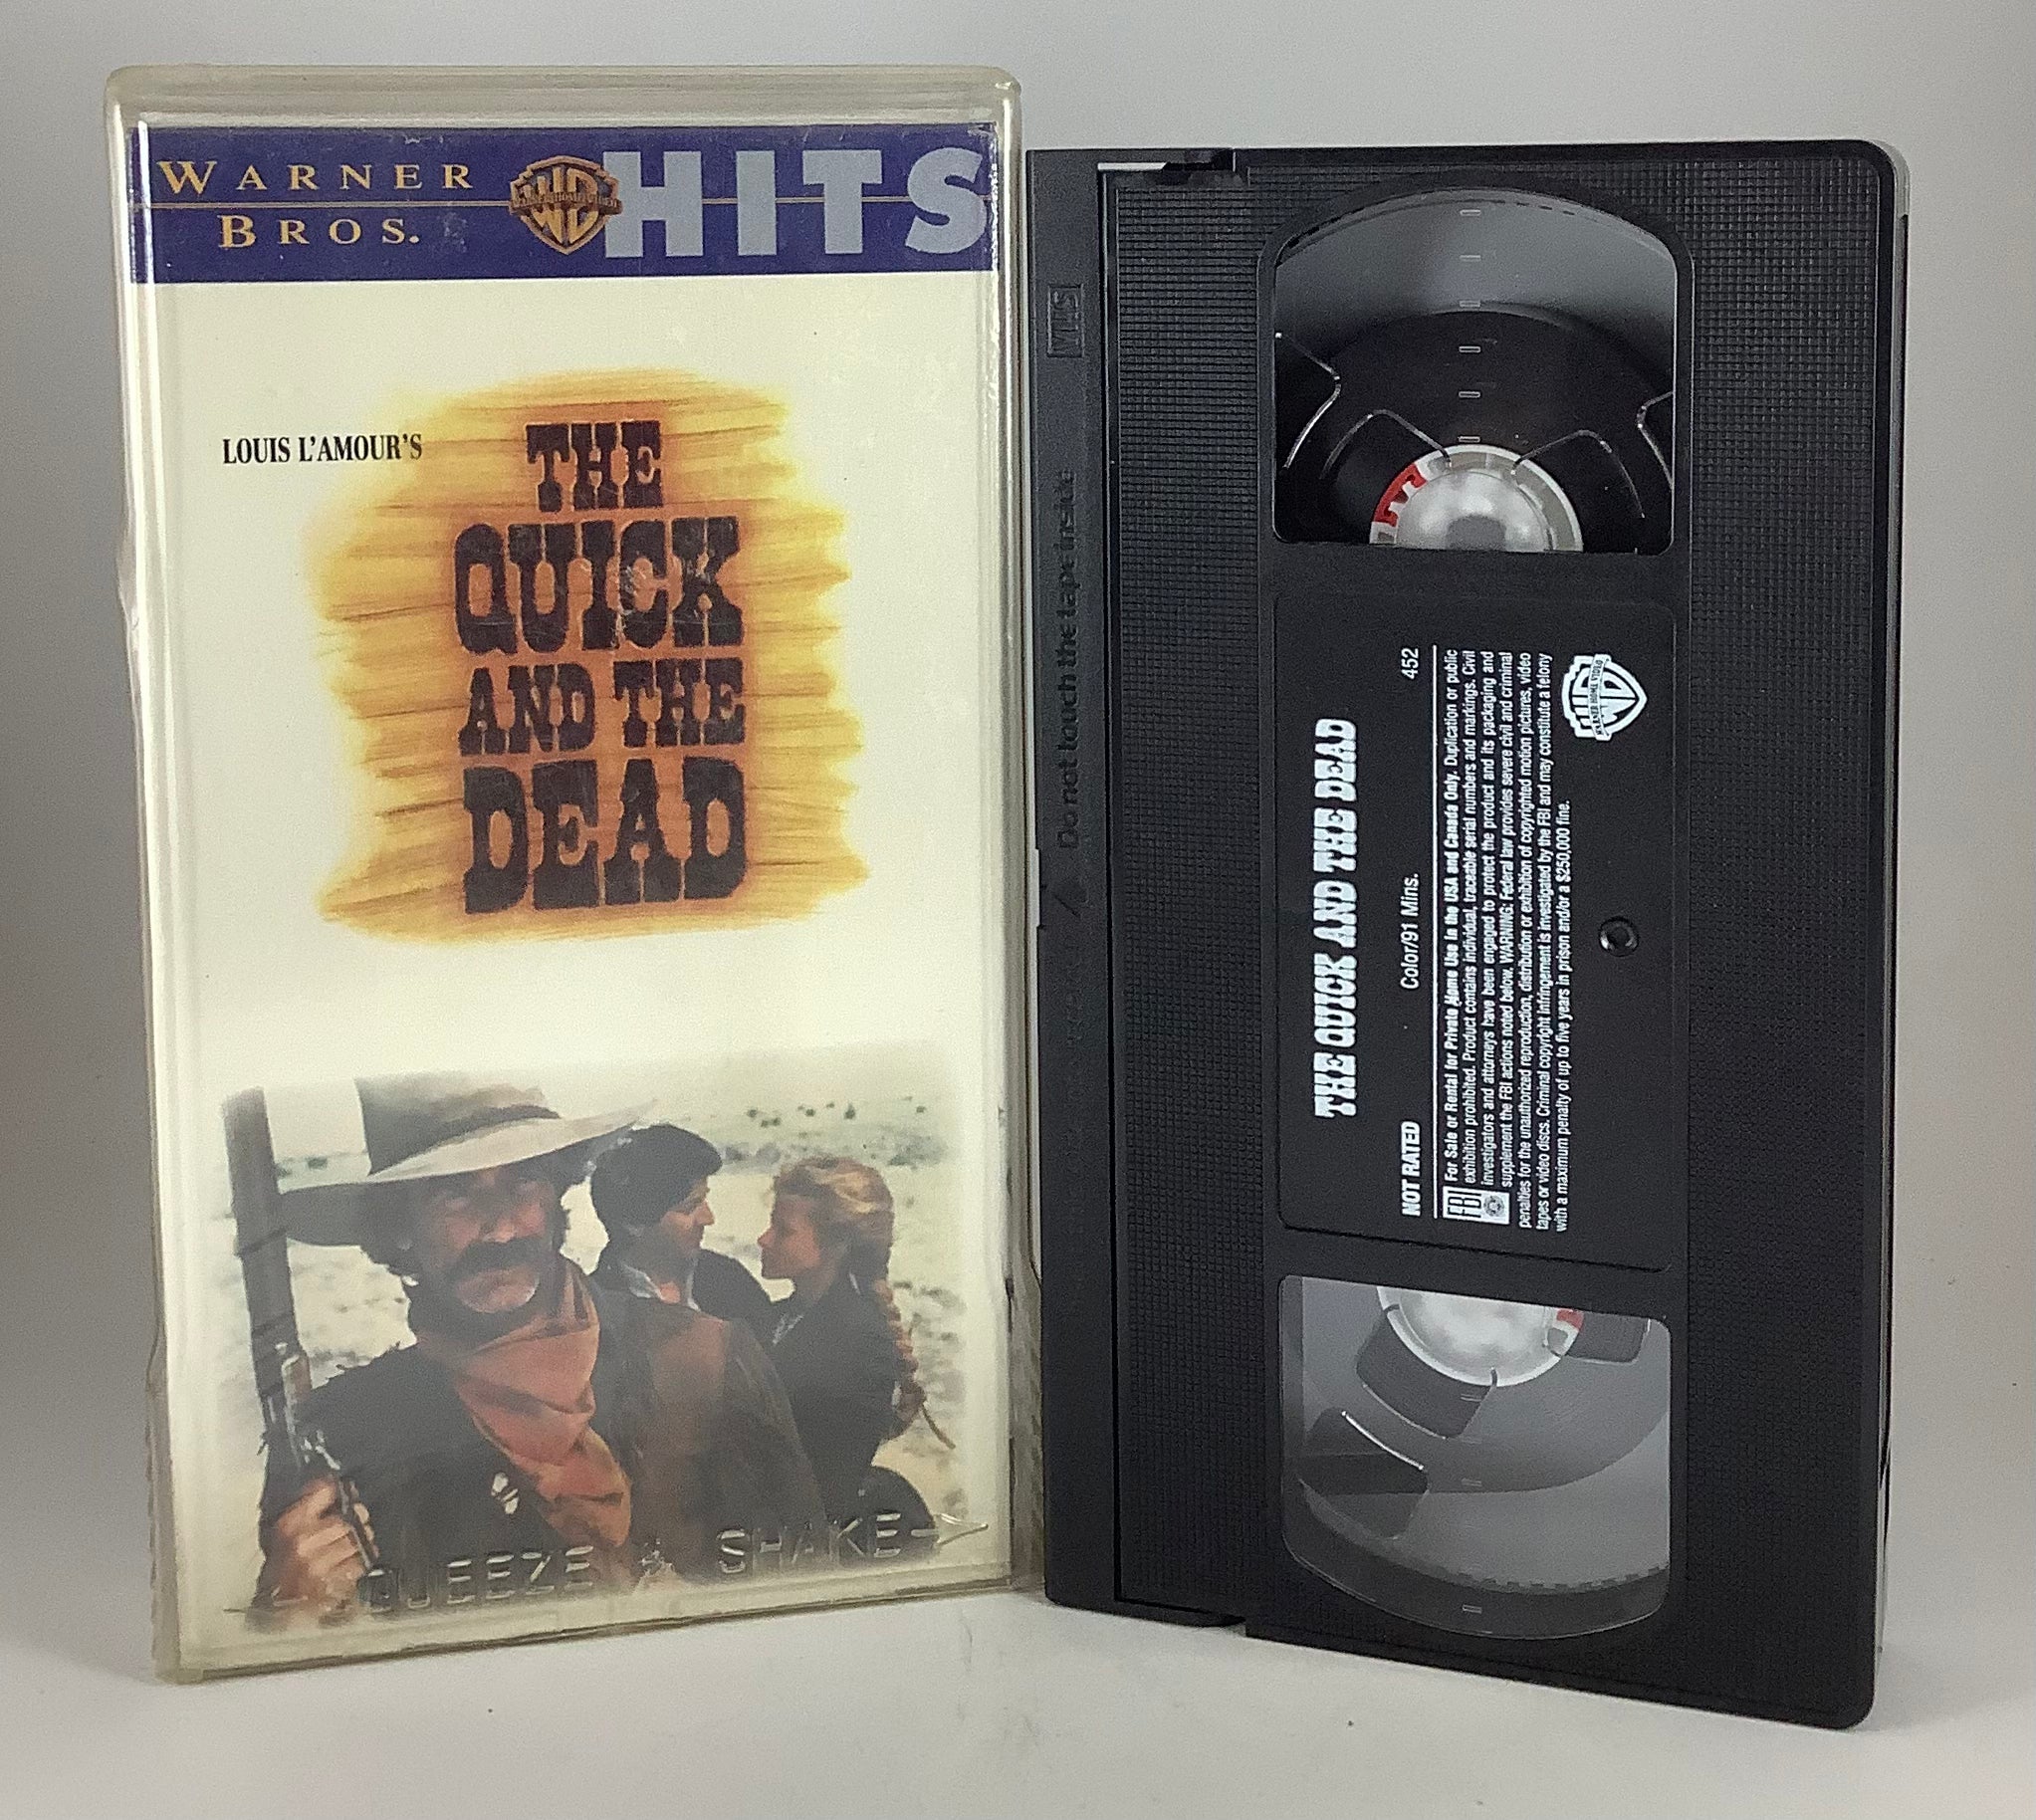 WARNER
BROS.
HITS
LOUIS L'AMOUR'S
THE
QUICK
AND THE
DEAD
SQUEEZE & SHAKE
VHS
Do not touch the tape inside
THE QUICK AND THE DEAD
NOT RATED Color/91 Mins. 452
FBI For Sale or Rental for Private Home Use in the USA and Canada Only. Duplication or public
exhibition prohibited. Product contains individual, traceable serial numbers and markings. Civil
investigators and attorneys have been engaged to protect the product and its packaging and
supplement the FBI actions noted below. WARNING: Federal law provides severe civil and criminal
penalties for the unauthorized reproduction, distribution or exhibition of copyrighted motion pictures, video
tapes or video discs. Criminal copyright infringement is investigated by the FBI and may constitute a felony
with a maximum penalty of up to five years in prison and/or a $250,000 fine.
WB
WARNER HOME VIDEO